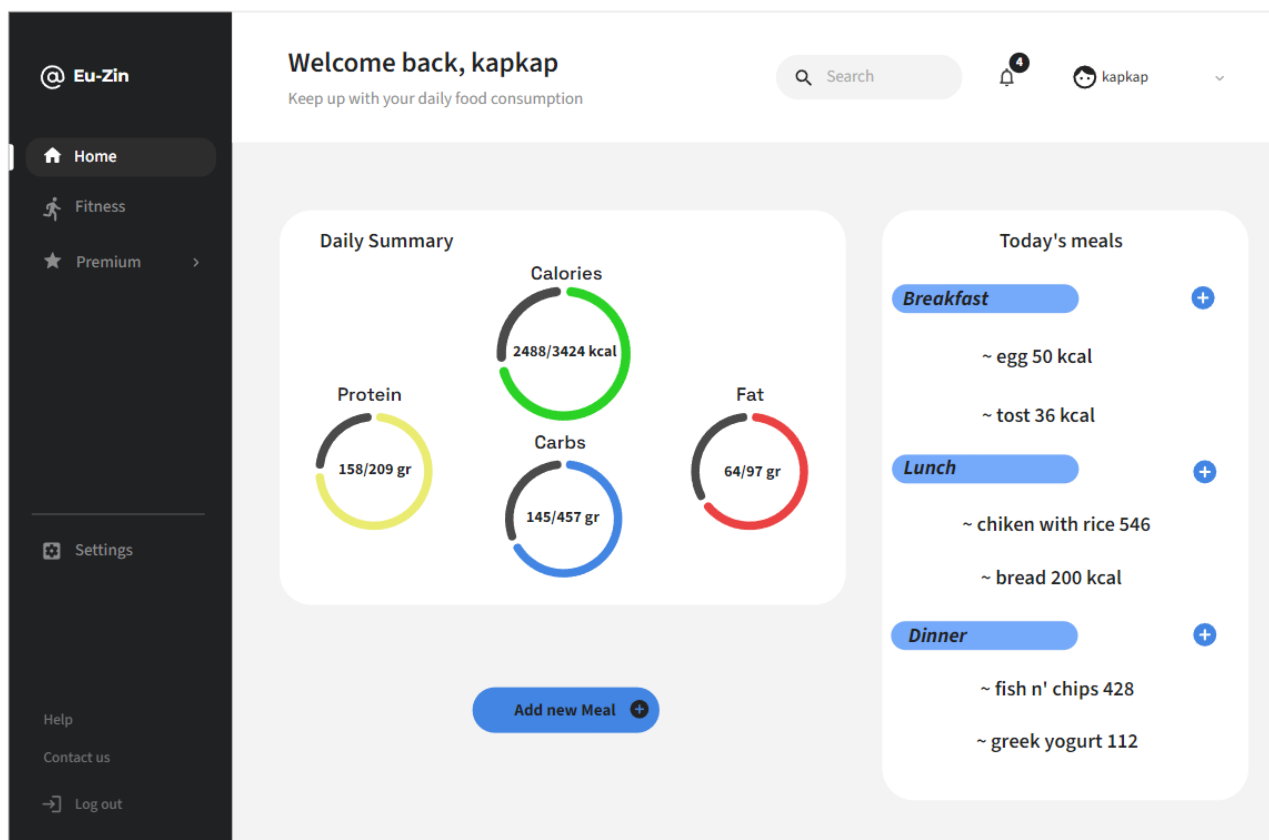 @ Eu-Zin
Home
Fitness
Premium
Settings
Help
Contact us
Log out
Welcome back, kapkap
Keep up with your daily food consumption
Search
4
kapkap
Daily Summary
Calories
2488/3424 kcal
Protein
158/209 gr
Carbs
145/457 gr
Fat
64/97 gr
Add new Meal
Today's meals
Breakfast
~ egg 50 kcal
~ tost 36 kcal
Lunch
~ chiken with rice 546
~ bread 200 kcal
Dinner
~ fish n' chips 428
~ greek yogurt 112